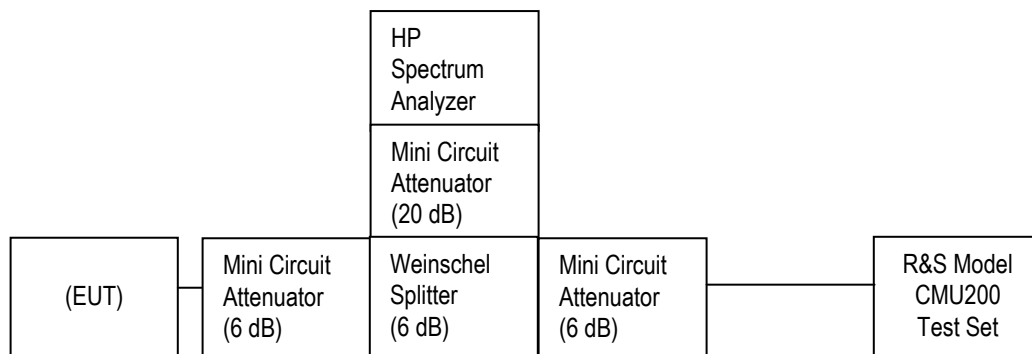 HP
Spectrum
Analyzer
Mini Circuit
Attenuator
(20 dB)
(EUT)
Mini Circuit
Attenuator
(6 dB)
Weinschel
Splitter
(6 dB)
Mini Circuit
Attenuator
(6 dB)
R&S Model
CMU200
Test Set